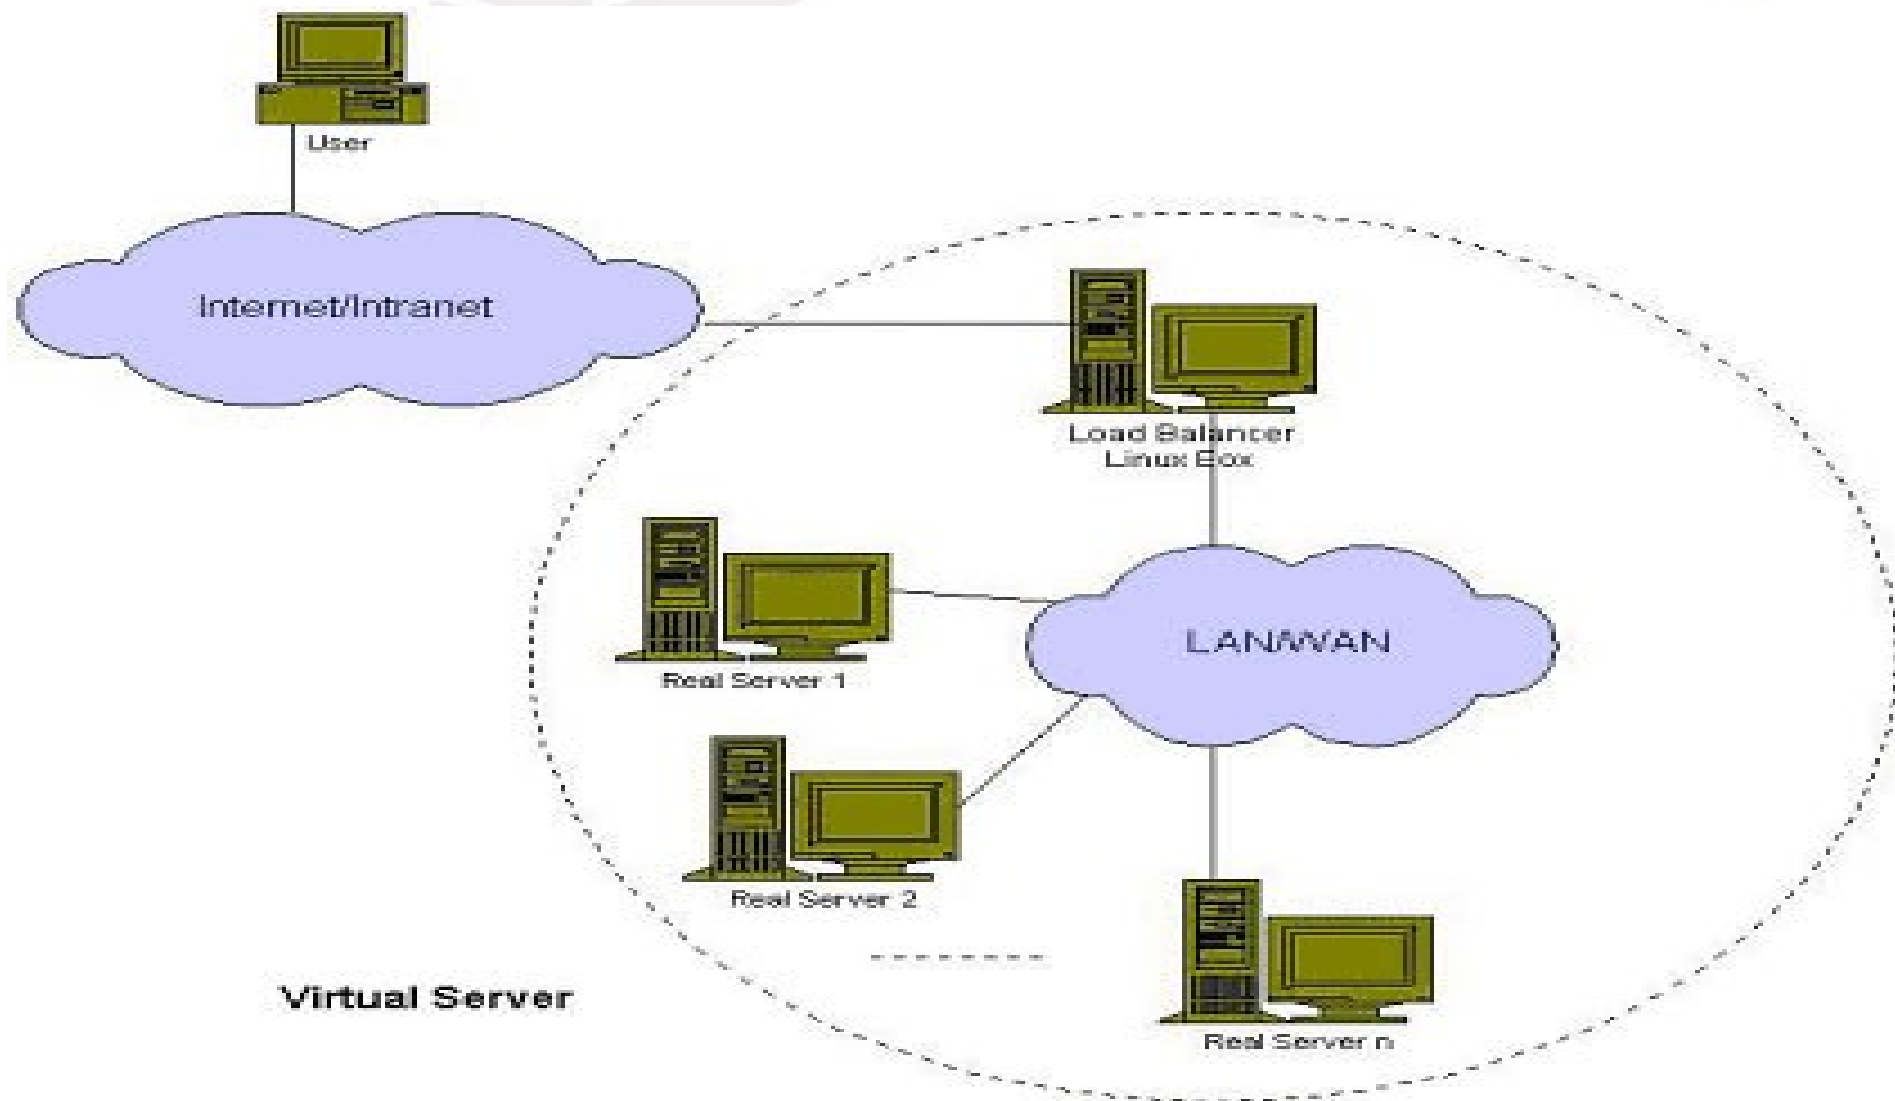 User
Internet/Intranet
Load Balancer
Linux Box
Real Server 1
LAN/WAN
Real Server 2
Virtual Server
Real Server n